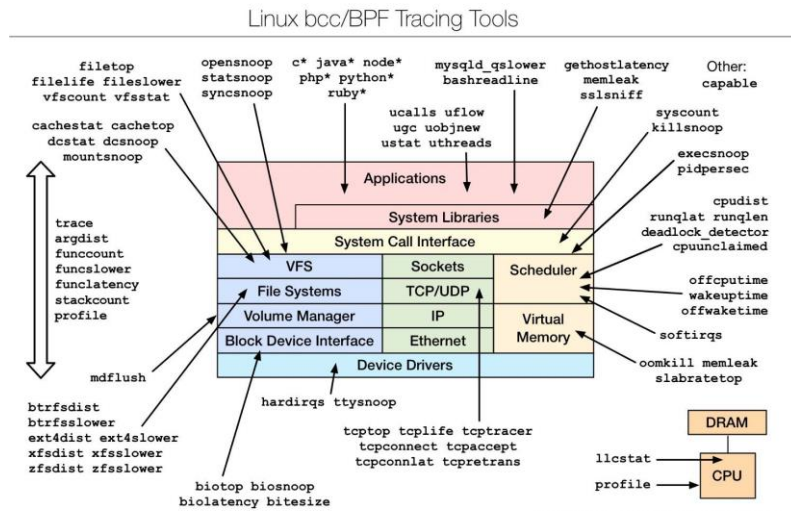 Linux bcc/BPF Tracing Tools
filetop
filelife fileslower
vfscount vfsstat
opensnoop
statsnoop
syncsnoop
c* java* node*
php* python*
ruby*
mysqld_qslower
bashreadline
gethostlatency
memleak
sslsniff
Other:
capable
ucalls uflow
ugc uobjnew
ustat uthreads
syscount
killsnoop
cachestat cachetop
dcstat dcsnoop
mountsnoop
execsnoop
pidpersec
Applications
System Libraries
System Call Interface
VFS
Sockets
Scheduler
File Systems
TCP/UDP
Volume Manager
IP
Virtual
Memory
Block Device Interface
Ethernet
Device Drivers
trace
argdist
funccount
funcslower
funclatency
stackcount
profile
cpudist
runqlat runqlen
deadlock_detector
cpuunclaimed
offcputime
wakeuptime
offwaketime
softirqs
mdflush
oomkill memleak
slabratetop
hardirqs ttysnoop
btrfsdist
btrfsslower
ext4dist ext4slower
xfsdist xfsslower
zfsdist zfsslower
tcptop tcplife tcptracer
tcpconnect tcpaccept
tcpconnlat tcpretrans
biotop biosnoop
biolatency bitesize
DRAM
llcstat
CPU
profile